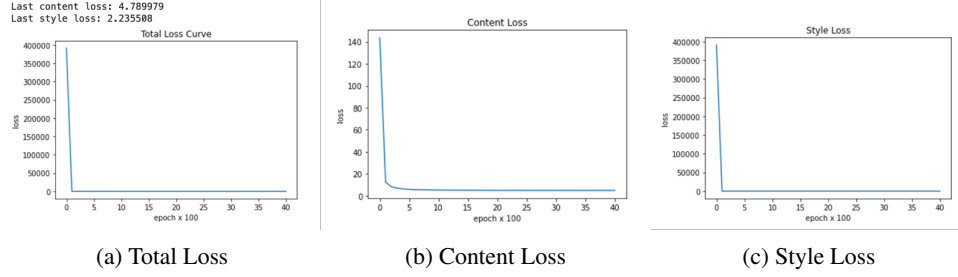 Last content loss: 4.789979
Last style loss: 2.235508
Total Loss Curve
400000
350000
300000
250000
200000
150000
100000
50000
0
loss
0 5 10 15 20 25 30 35 40
epoch x 100
(a) Total Loss
Content Loss
140
120
100
80
60
40
20
0
loss
0 5 10 15 20 25 30 35 40
epoch x 100
(b) Content Loss
Style Loss
400000
350000
300000
250000
200000
150000
100000
50000
0
loss
0 5 10 15 20 25 30 35 40
epoch x 100
(c) Style Loss